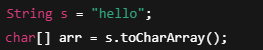 String s = "hello";
char[] arr = s.toCharArray();